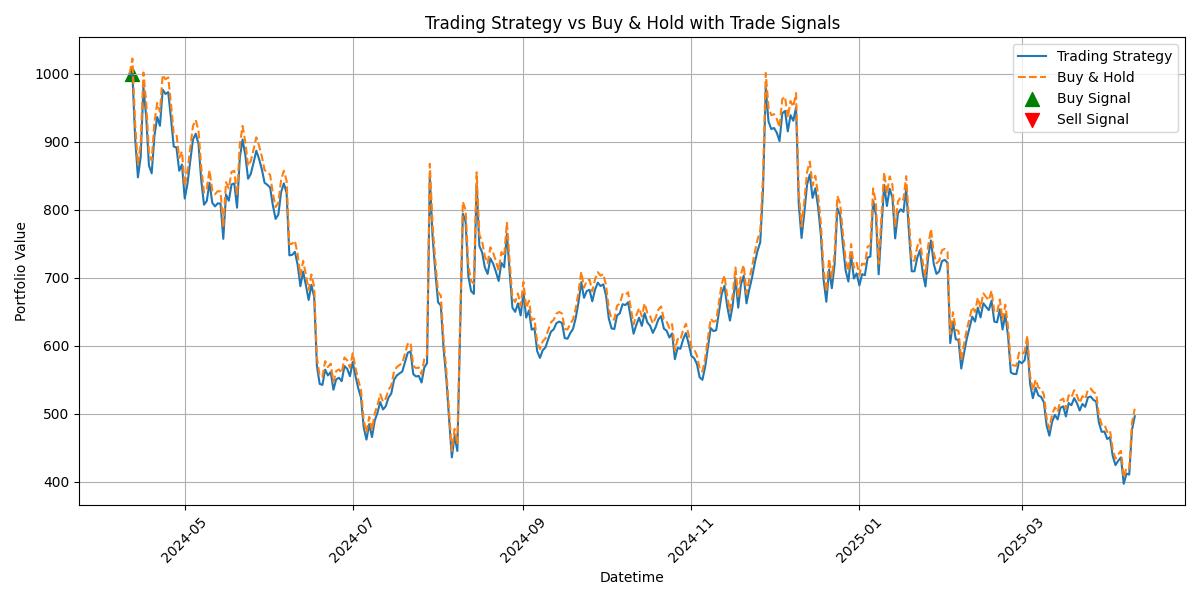 Trading Strategy vs Buy & Hold with Trade Signals
Trading Strategy
Buy & Hold
Buy Signal
Sell Signal
Portfolio Value
1000
900
800
700
600
500
400
2024-05
2024-07
2024-09
2024-11
2025-01
2025-03
Datetime